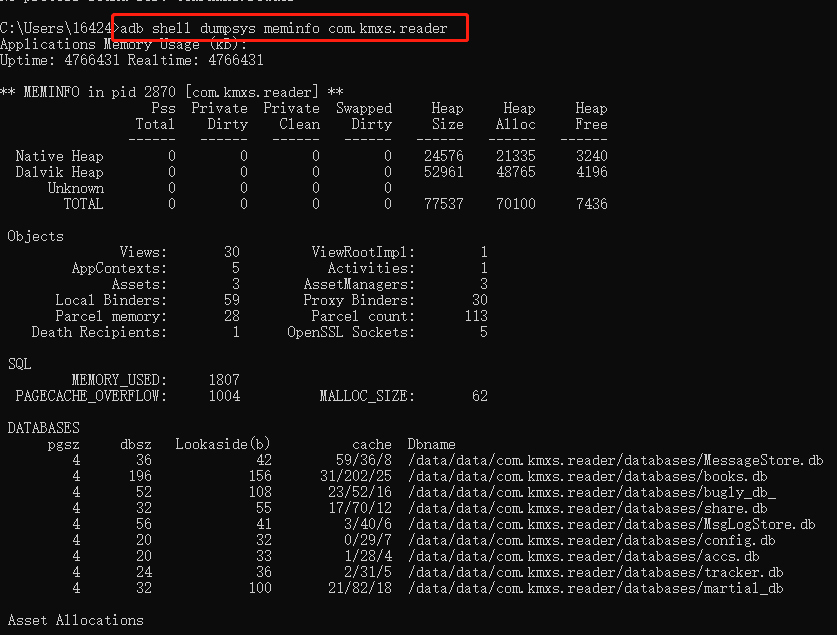 C:\Users\16424>adb shell dumpsys meminfo com.kmxs.reader
Applications Memory Usage (kB):
Uptime: 4766431 Realtime: 4766431
** MEMINFO in pid 2870 [com.kmxs.reader] **
Pss Private Private Swapped Heap Heap Heap
Total Dirty Clean Dirty Size Alloc Free
------ ------ ------ ------ ------ ------ ------
Native Heap 0 0 0 0 24576 21335 3240
Dalvik Heap 0 0 0 0 52961 48765 4196
Unknown 0 0 0 0
TOTAL 0 0 0 0 77537 70100 7436
Objects
Views: 30 ViewRootImpl: 1
AppContexts: 5 Activities: 1
Assets: 3 AssetManagers: 3
Local Binders: 59 Proxy Binders: 30
Parcel memory: 28 Parcel count: 113
Death Recipients: 1 OpenSSL Sockets: 5
SQL
MEMORY_USED: 1807
PAGECACHE_OVERFLOW: 1004 MALLOC_SIZE: 62
DATABASES
pgsz dbsz Lookaside(b) cache Dbname
4 36 42 59/36/8 /data/data/com.kmxs.reader/databases/MessageStore.db
4 196 156 31/202/25 /data/data/com.kmxs.reader/databases/books.db
4 52 108 23/52/16 /data/data/com.kmxs.reader/databases/bugly_db_
4 32 55 17/70/12 /data/data/com.kmxs.reader/databases/share.db
4 56 41 3/40/6 /data/data/com.kmxs.reader/databases/MsgLogStore.db
4 20 32 0/29/7 /data/data/com.kmxs.reader/databases/config.db
4 20 33 1/28/4 /data/data/com.kmxs.reader/databases/accs.db
4 24 36 2/31/5 /data/data/com.kmxs.reader/databases/tracker.db
4 32 100 21/82/18 /data/data/com.kmxs.reader/databases/martial_db
Asset Allocations